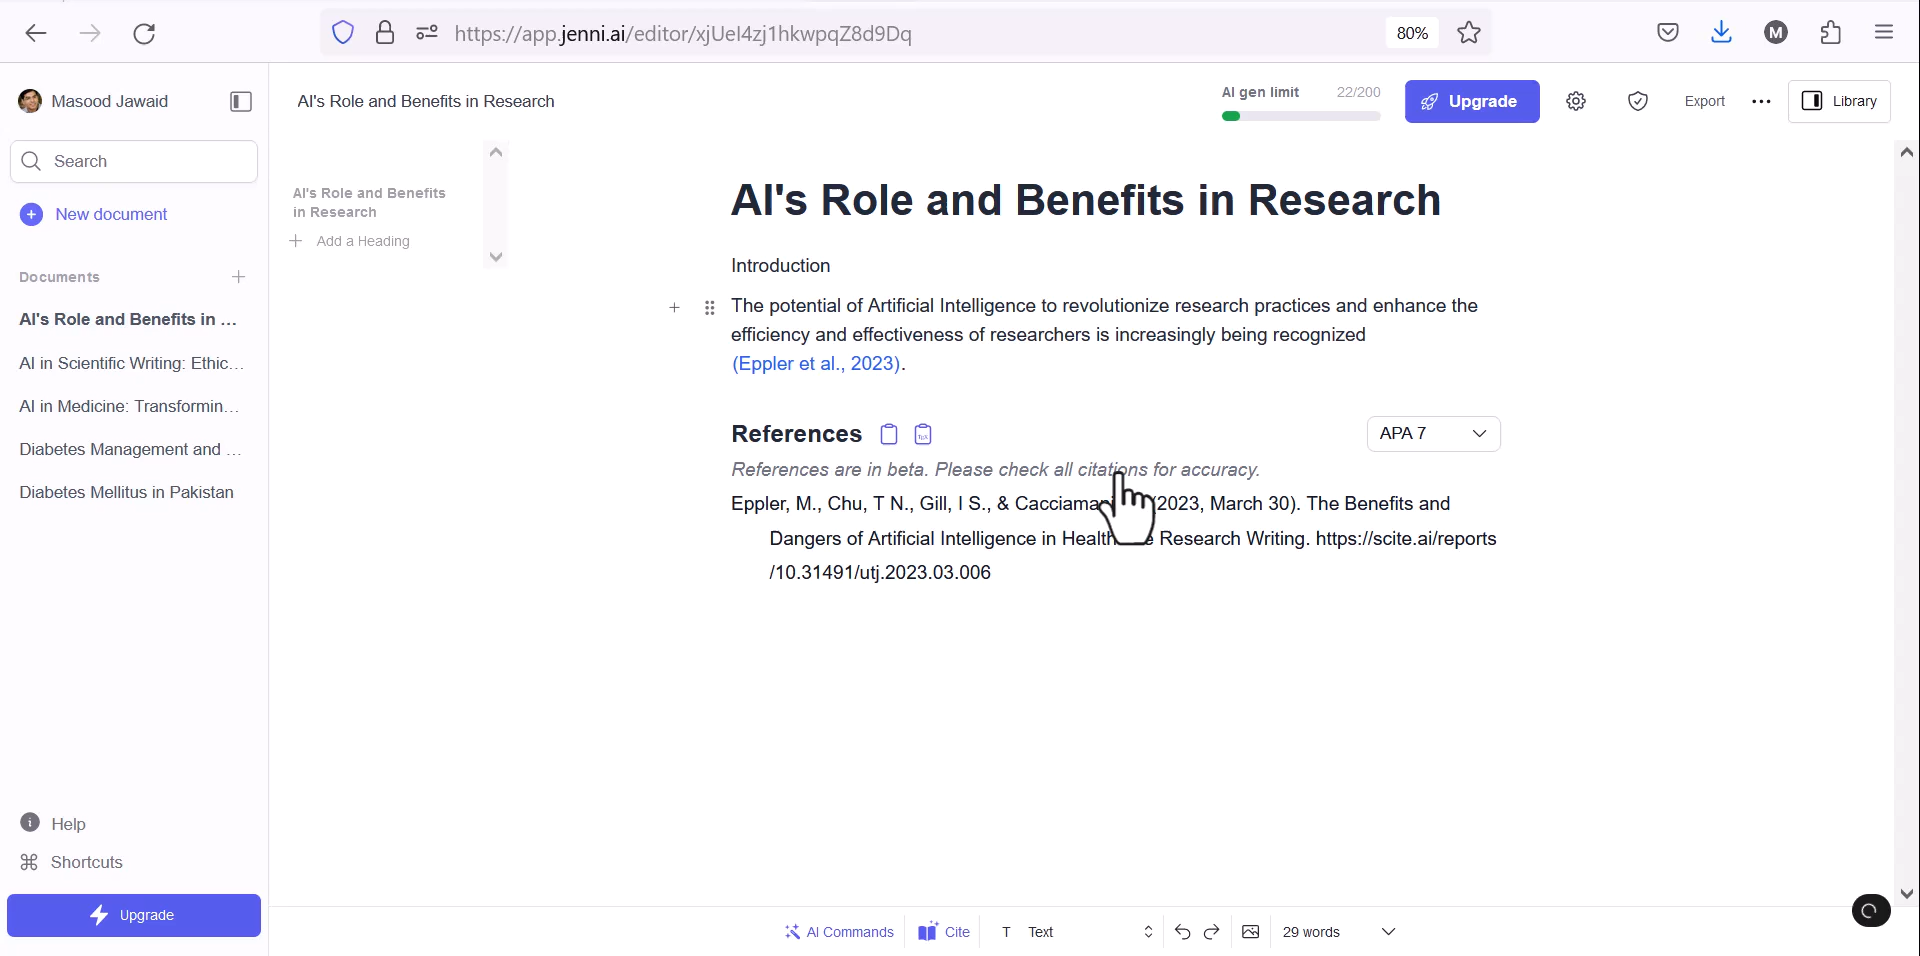 https://app.jenni.ai/editor/xjUel4zj1hkwpqZ8d9Dq
80%
M
Masood Jawaid
Search
New document
Documents
AI's Role and Benefits in ...
AI in Scientific Writing: Ethic...
AI in Medicine: Transformin...
Diabetes Management and ...
Diabetes Mellitus in Pakistan
Help
Shortcuts
Upgrade
AI's Role and Benefits in Research
AI gen limit 22/200
Upgrade
Export
Library
AI's Role and Benefits
in Research
Add a Heading
AI's Role and Benefits in Research
Introduction
The potential of Artificial Intelligence to revolutionize research practices and enhance the
efficiency and effectiveness of researchers is increasingly being recognized
(Eppler et al., 2023).
References
APA 7
References are in beta. Please check all citations for accuracy.
Eppler, M., Chu, T N., Gill, I S., & (2023, March 30). The Benefits and
Dangers of Artificial Intelligence in Research Writing. https://scite.ai/reports
/10.31491/utj.2023.03.006
AI Commands
Cite
T Text
29 words